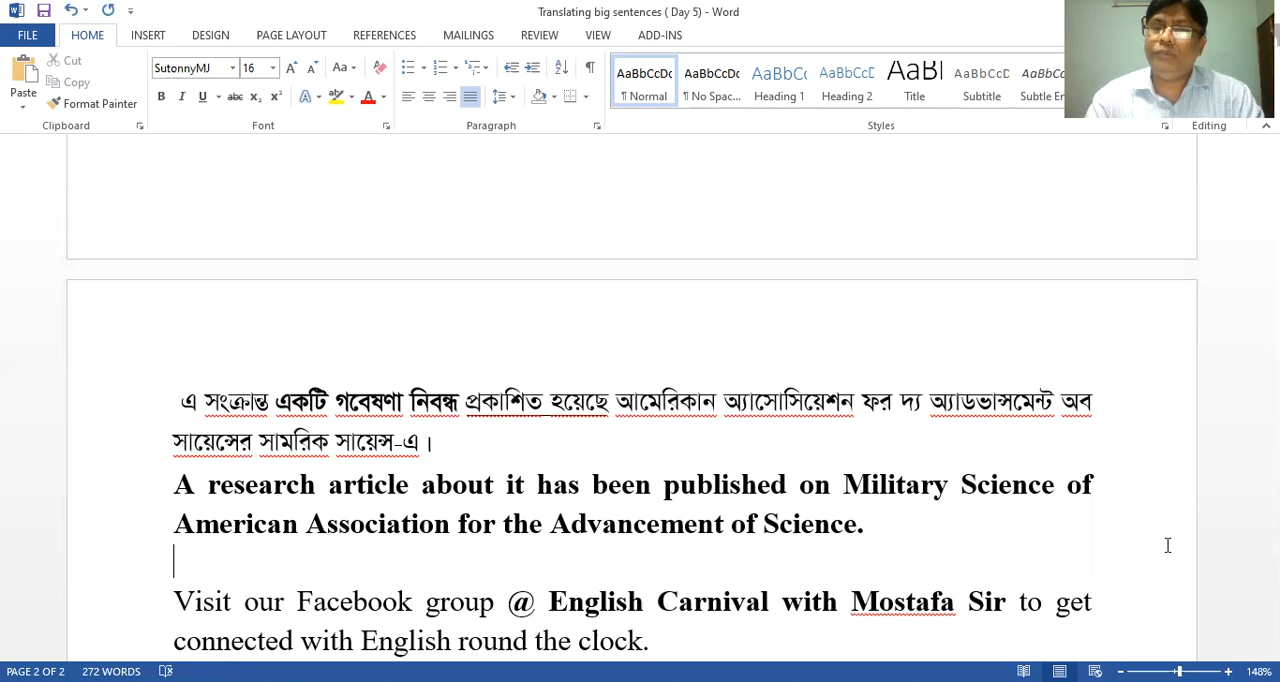 Translating big sentences ( Day 5) - Word
FILE HOME INSERT DESIGN PAGE LAYOUT REFERENCES MAILINGS REVIEW VIEW ADD-INS
Cut
Copy
Format Painter
Paste
SutonnyMJ 16
AaBbCcDc AaBbCcDc AaBbCc AaBbCcD AaBl AaBbCcD AaBbCc
¶ Normal ¶ No Spac... Heading 1 Heading 2 Title Subtitle Subtle Em
Clipboard Font Paragraph Styles Editing
এ সংক্রান্ত একটি গবেষণা নিবন্ধ প্রকাশিত হয়েছে আমেরিকান অ্যাসোসিয়েশন ফর দ্য অ্যাডভান্সমেন্ট অব
সায়েন্সের সামরিক সায়েন্স-এ।
A research article about it has been published on Military Science of
American Association for the Advancement of Science.
Visit our Facebook group @ English Carnival with Mostafa Sir to get
connected with English round the clock.
PAGE 2 OF 2 272 WORDS 148%